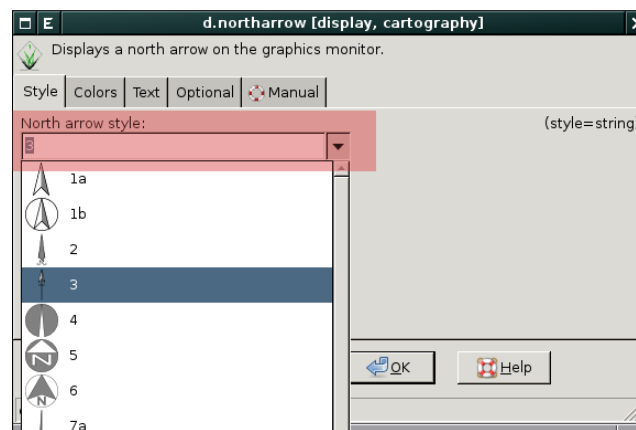 E d.northarrow [display, cartography]
Displays a north arrow on the graphics monitor.
Style Colors Text Optional Manual
North arrow style: (style=string,
3
1a
1b
2
3
4
5
6
7a
OK Help